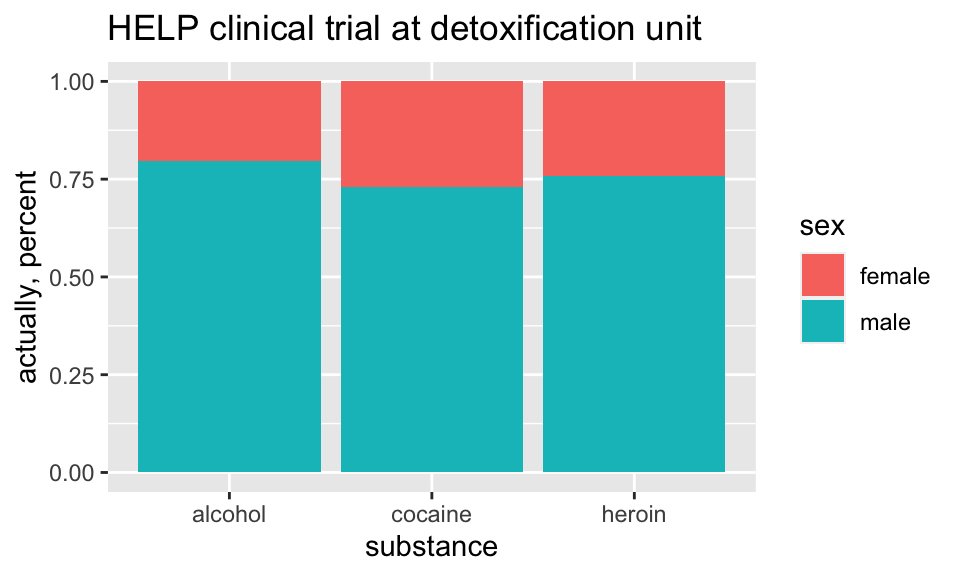 HELP clinical trial at detoxification unit
actually, percent
1.00
0.75
0.50
0.25
0.00
alcohol
cocaine
heroin
substance
sex
female
male